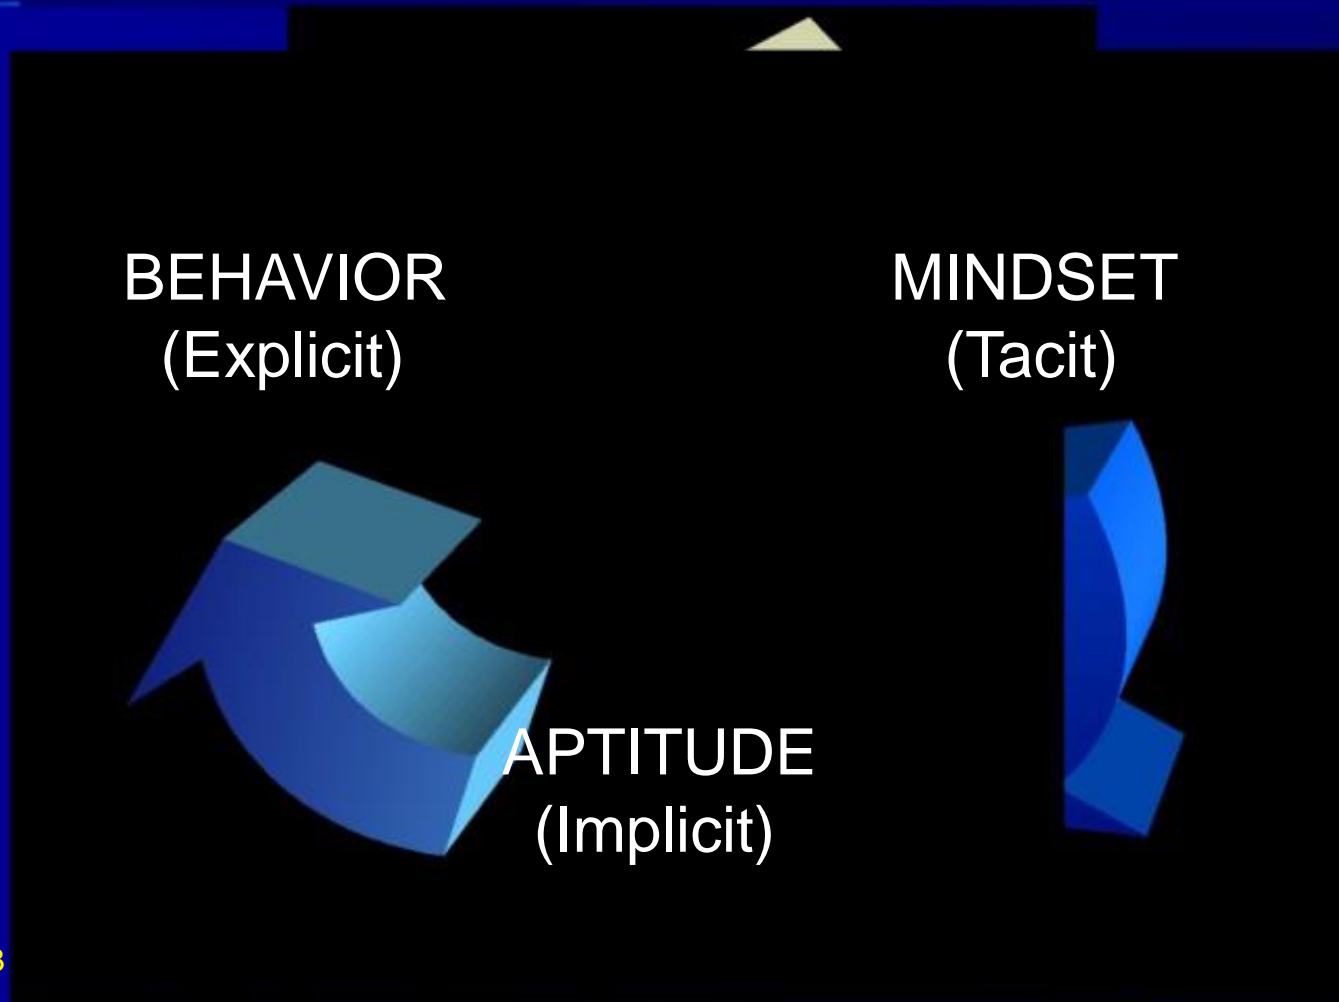 BEHAVIOR
(Explicit)
MINDSET
(Tacit)
APTITUDE
(Implicit)